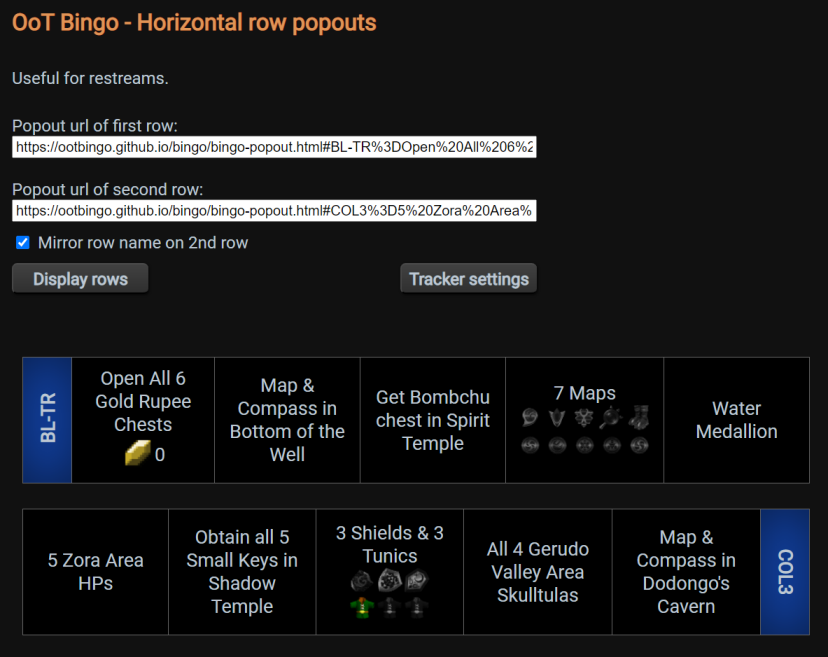 OoT Bingo - Horizontal row popouts
Useful for restreams.
Popout url of first row:
https://ootbingo.github.io/bingo/bingo-popout.html#BL-TR%3DOpen%20All%206%2
Popout url of second row:
https://ootbingo.github.io/bingo/bingo-popout.html#COL3%3D5%20Zora%20Area%
Mirror row name on 2nd row
Display rows
Tracker settings
BL-TR
Open All 6
Gold Rupee
Chests
0
Map &
Compass in
Bottom of the
Well
Get Bombchu
chest in Spirit
Temple
7 Maps
Water
Medallion
5 Zora Area
HPs
Obtain all 5
Small Keys in
Shadow
Temple
3 Shields & 3
Tunics
All 4 Gerudo
Valley Area
Skulltulas
Map &
Compass in
Dodongo's
Cavern
COL3